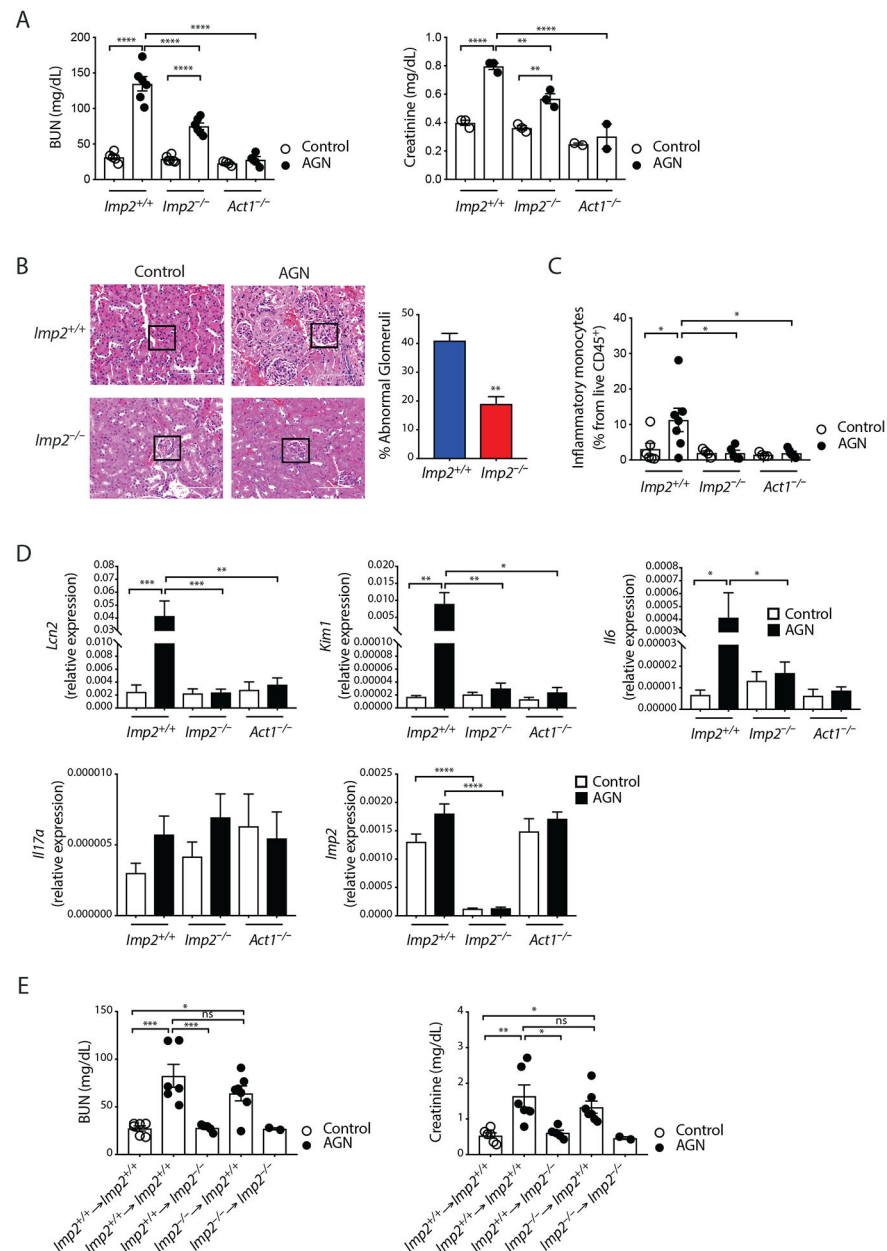 A
BUN (mg/dL)
200
150
100
50
0
**** **** ****
****
Imp2+/+ Imp2−/− Act1−/−
Control
AGN
Creatinine (mg/dL)
1.0
0.8
0.6
0.4
0.2
0.0
**** ** ****
**
Imp2+/+ Imp2−/− Act1−/−
Control
AGN
B
Control AGN
Imp2+/+
Imp2−/−
% Abnormal Glomeruli
50
40
30
20
10
0
**
Imp2+/+ Imp2−/−
C
Inflammatory monocytes
(% from live CD45+)
40
30
20
10
0
* * *
Imp2+/+ Imp2−/− Act1−/−
Control
AGN
D
Lcn2
(relative expression)
0.08
0.06
0.05
0.04
0.03
0.010
0.008
0.006
0.004
0.002
0.000
*** *** **
Imp2+/+ Imp2−/− Act1−/−
Kim1
(relative expression)
0.020
0.015
0.010
0.005
0.00010
0.00008
0.00006
0.00004
0.00002
0.00000
** ** *
Imp2+/+ Imp2−/− Act1−/−
Il6
(relative expression)
0.0008
0.0007
0.0006
0.0005
0.0004
0.0003
0.00003
0.00002
0.00001
0.00000
* *
Imp2+/+ Imp2−/− Act1−/−
Control
AGN
Il17a
(relative expression)
0.000010
0.000005
0.000000
Imp2+/+ Imp2−/− Act1−/−
Imp2
(relative expression)
0.0025
0.0020
0.0015
0.0010
0.0005
0.0000
****
****
Imp2+/+ Imp2−/− Act1−/−
Control
AGN
E
BUN (mg/dL)
150
100
50
0
*
ns
*** ***
Imp2+/+→Imp2+/+
Imp2+/+→ Imp2+/+
Imp2+/+→ Imp2−/−
Imp2−/−→ Imp2+/+
Imp2−/−→ Imp2−/−
Control
AGN
Creatinine (mg/dL)
4
3
2
1
0
*
ns
** *
Imp2+/+→Imp2+/+
Imp2+/+→ Imp2+/+
Imp2+/+→ Imp2−/−
Imp2−/−→ Imp2+/+
Imp2−/−→ Imp2−/−
Control
AGN